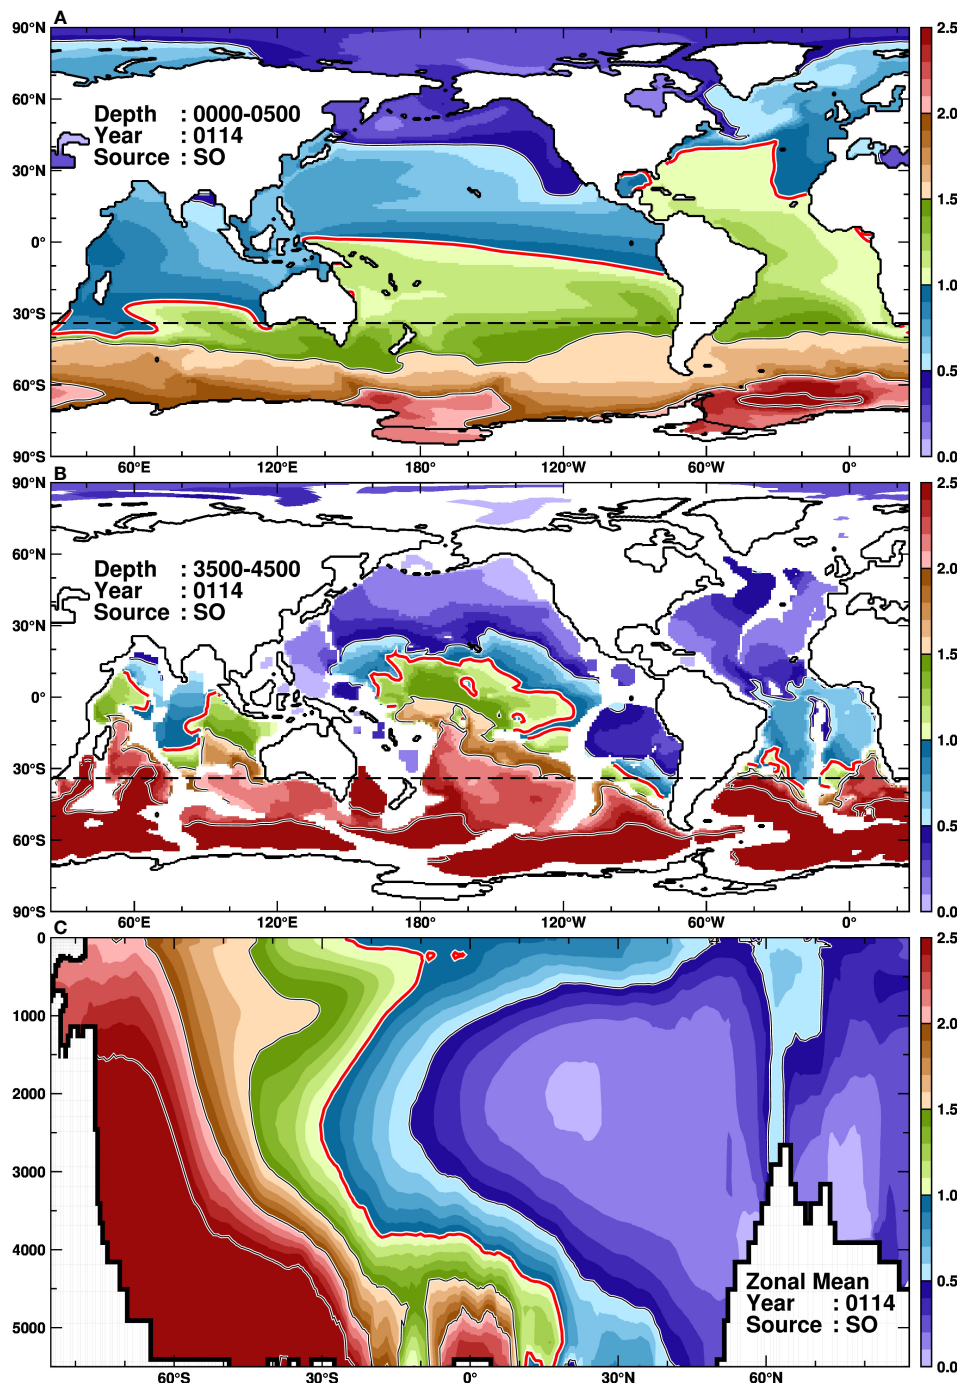 A
90°N
60°N
30°N
0°
30°S
60°S
90°S
Depth : 0000-0500
Year : 0114
Source : SO
60°E 120°E 180° 120°W 60°W 0°
2.5
2.0
1.5
1.0
0.5
0.0
B
90°N
60°N
30°N
0°
30°S
60°S
90°S
Depth : 3500-4500
Year : 0114
Source : SO
60°E 120°E 180° 120°W 60°W 0°
2.5
2.0
1.5
1.0
0.5
0.0
C
0
1000
2000
3000
4000
5000
Zonal Mean
Year : 0114
Source : SO
60°S 30°S 0° 30°N 60°N
2.5
2.0
1.5
1.0
0.5
0.0